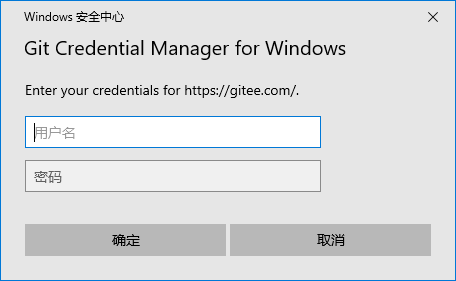 Windows 安全中心
Git Credential Manager for Windows
Enter your credentials for https://gitee.com/.
用户名
密码
确定 取消